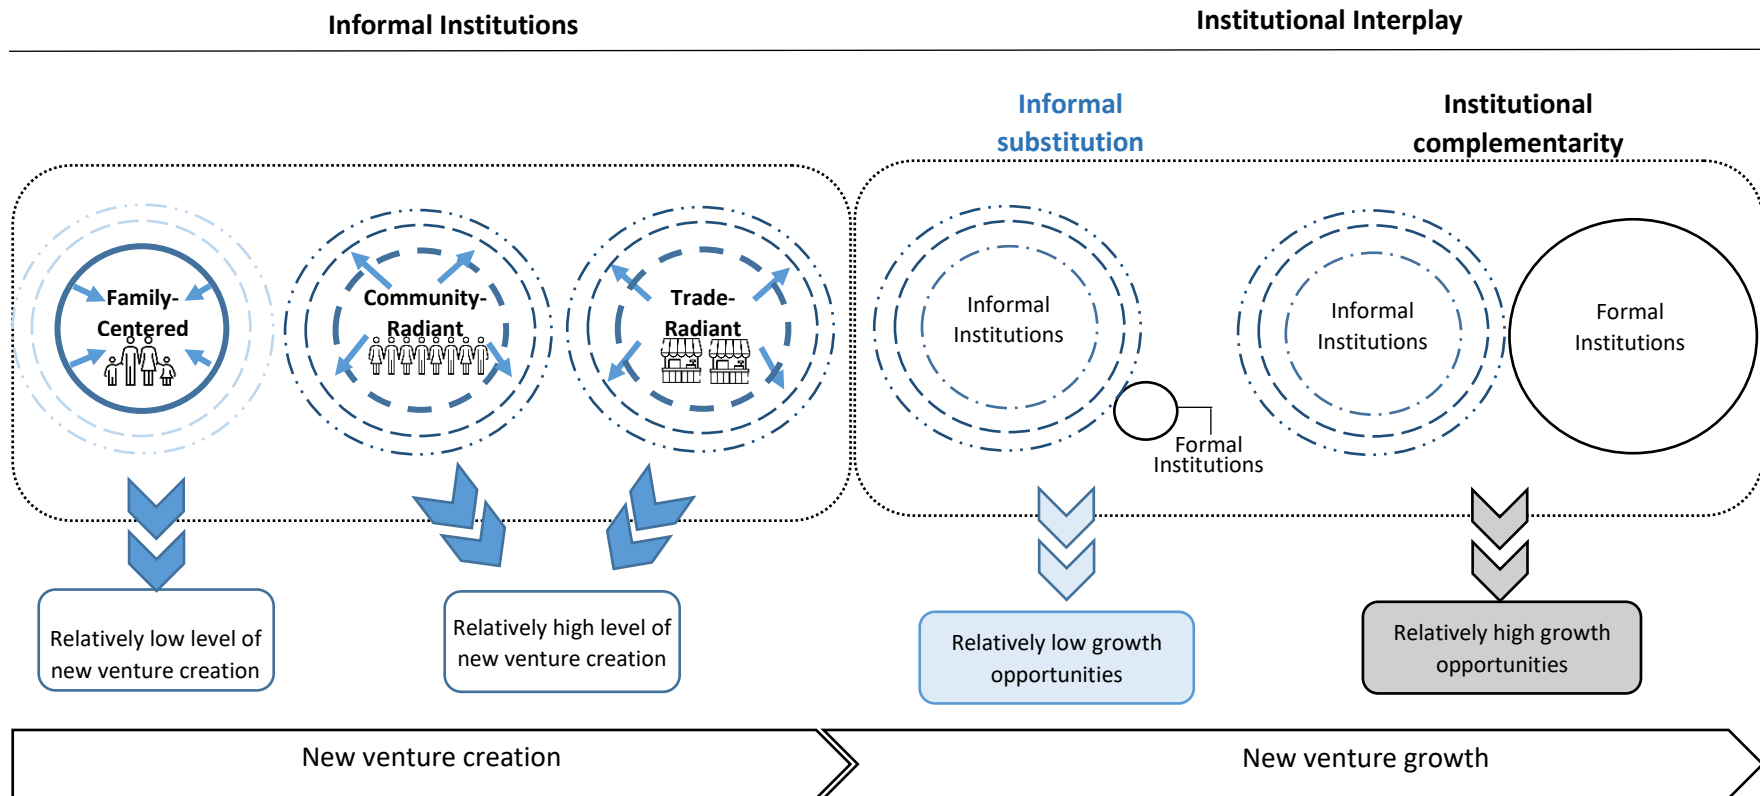 Informal Institutions
Institutional Interplay
Informal
substitution
Institutional
complementarity
Family-
Centered
Community-
Radiant
Trade-
Radiant
Informal
Institutions
Formal
Institutions
Informal
Institutions
Formal
Institutions
Relatively low level of
new venture creation
Relatively high level of
new venture creation
Relatively low growth
opportunities
Relatively high growth
opportunities
New venture creation
New venture growth